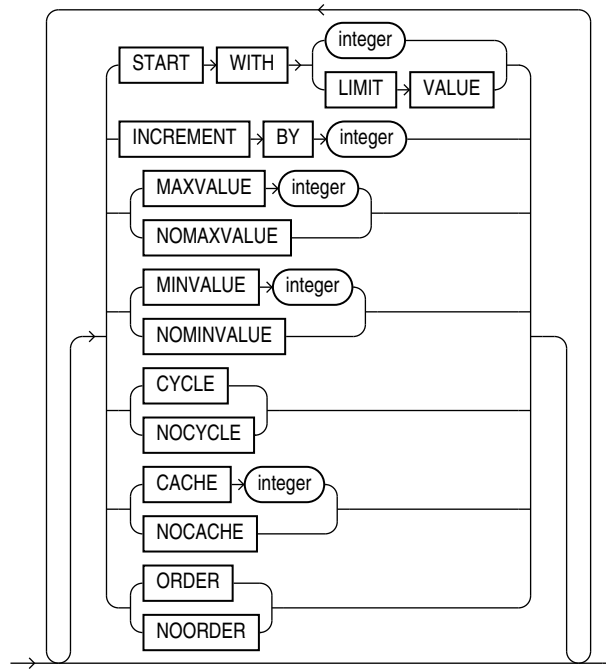 START WITH integer
LIMIT VALUE
INCREMENT BY integer
MAXVALUE integer
NOMAXVALUE
MINVALUE integer
NOMINVALUE
CYCLE
NOCYCLE
CACHE integer
NOCACHE
ORDER
NOORDER